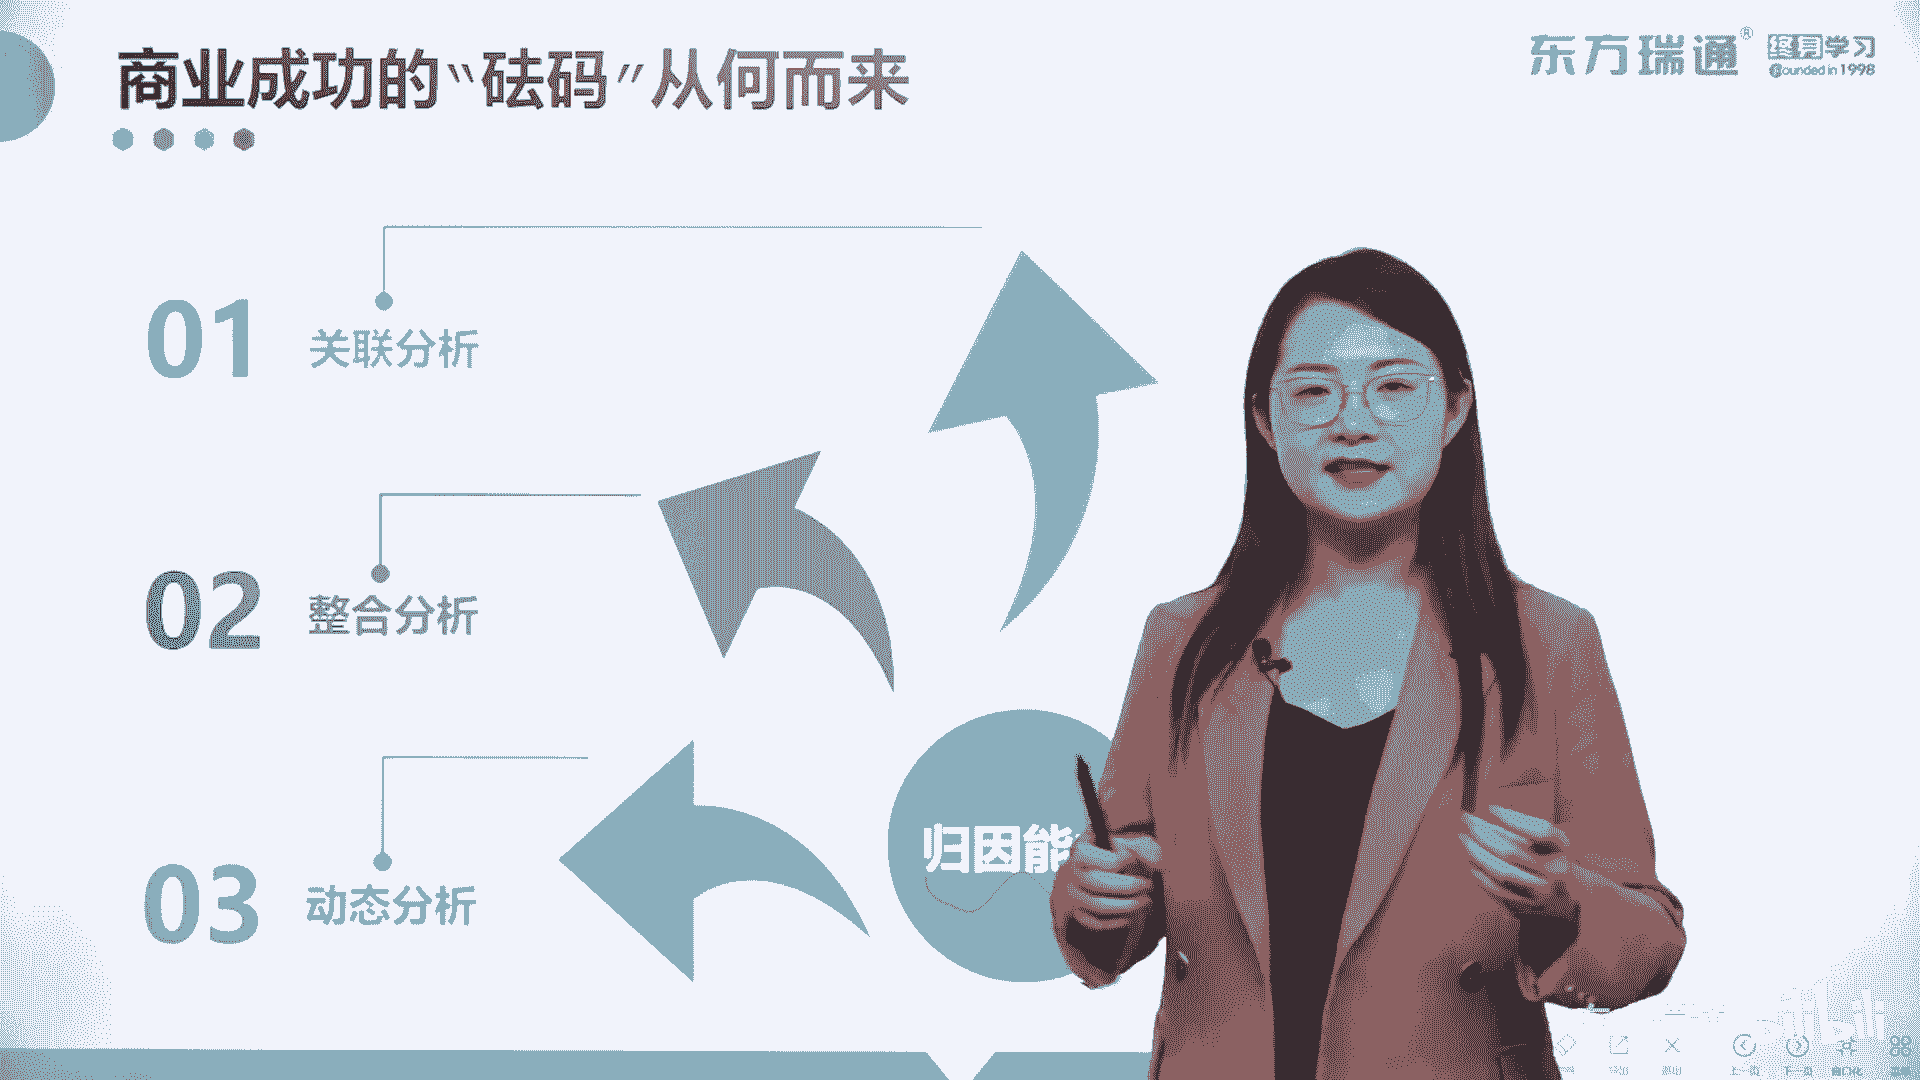 商业成功的“砝码”从何而来
东方瑞通®
终身学习
Founded in 1998
01 关联分析
02 整合分析
03 动态分析
归因能
bilibili
上一页 下一页